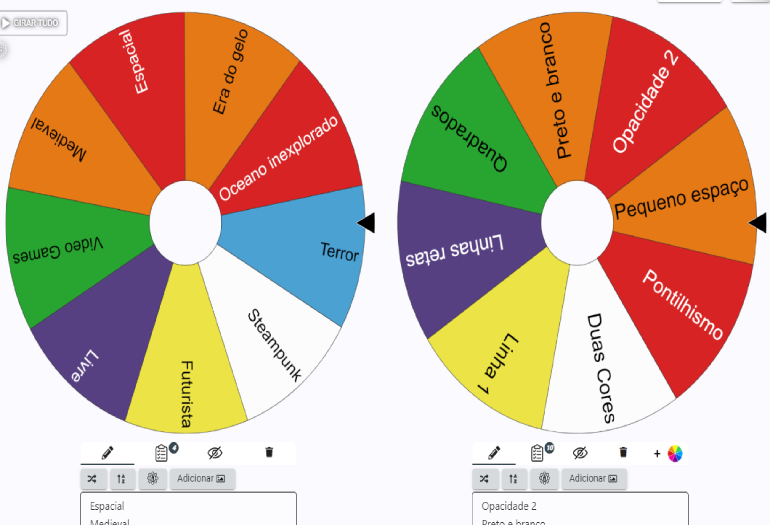 GIRAR TUDO
Espacial
Era do gelo
Oceano inexplorado
Terror
Steampunk
Futurista
Livre
Video Games
Medieval
Preto e branco
Opacidade 2
Pequeno espaço
Pontilhismo
Duas Cores
Linha 1
Linhas retas
Quadrados
4
Adicionar
Espacial
Medieval
10
+
Adicionar
Opacidade 2
Preto e branco